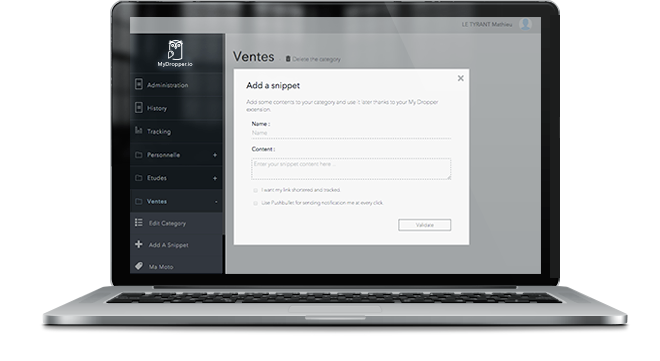 LE TYRANT Mathieu
MyDropper.io
Administration
History
Tracking
Personnelle +
Etudes +
Ventes -
Edit Category
Add A Snippet
Ma Moto
Ventes
Delete the category
Add a snippet
Add some contents to your category and use it later thanks to your My Dropper
extension.
Name :
Name
Content :
Enter your snippet content here ...
I want my link shortered and tracked.
Use Pushbullet for sending notification me at every click.
Validate